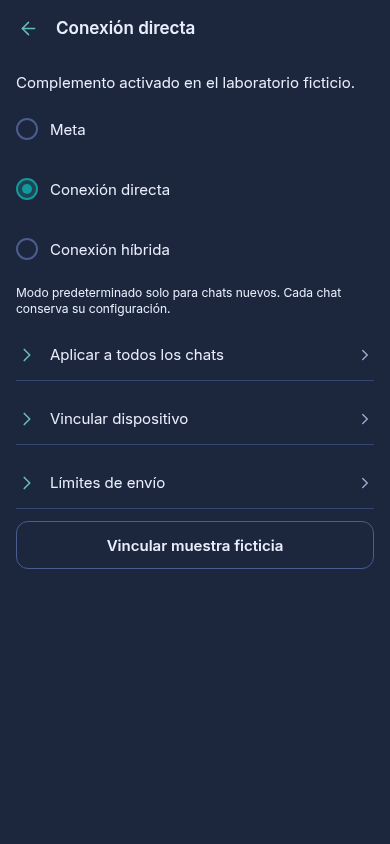 Conexión directa
Complemento activado en el laboratorio ficticio.
Meta
Conexión directa
Conexión híbrida
Modo predeterminado solo para chats nuevos. Cada chat
conserva su configuración.
Aplicar a todos los chats
Vincular dispositivo
Límites de envío
Vincular muestra ficticia